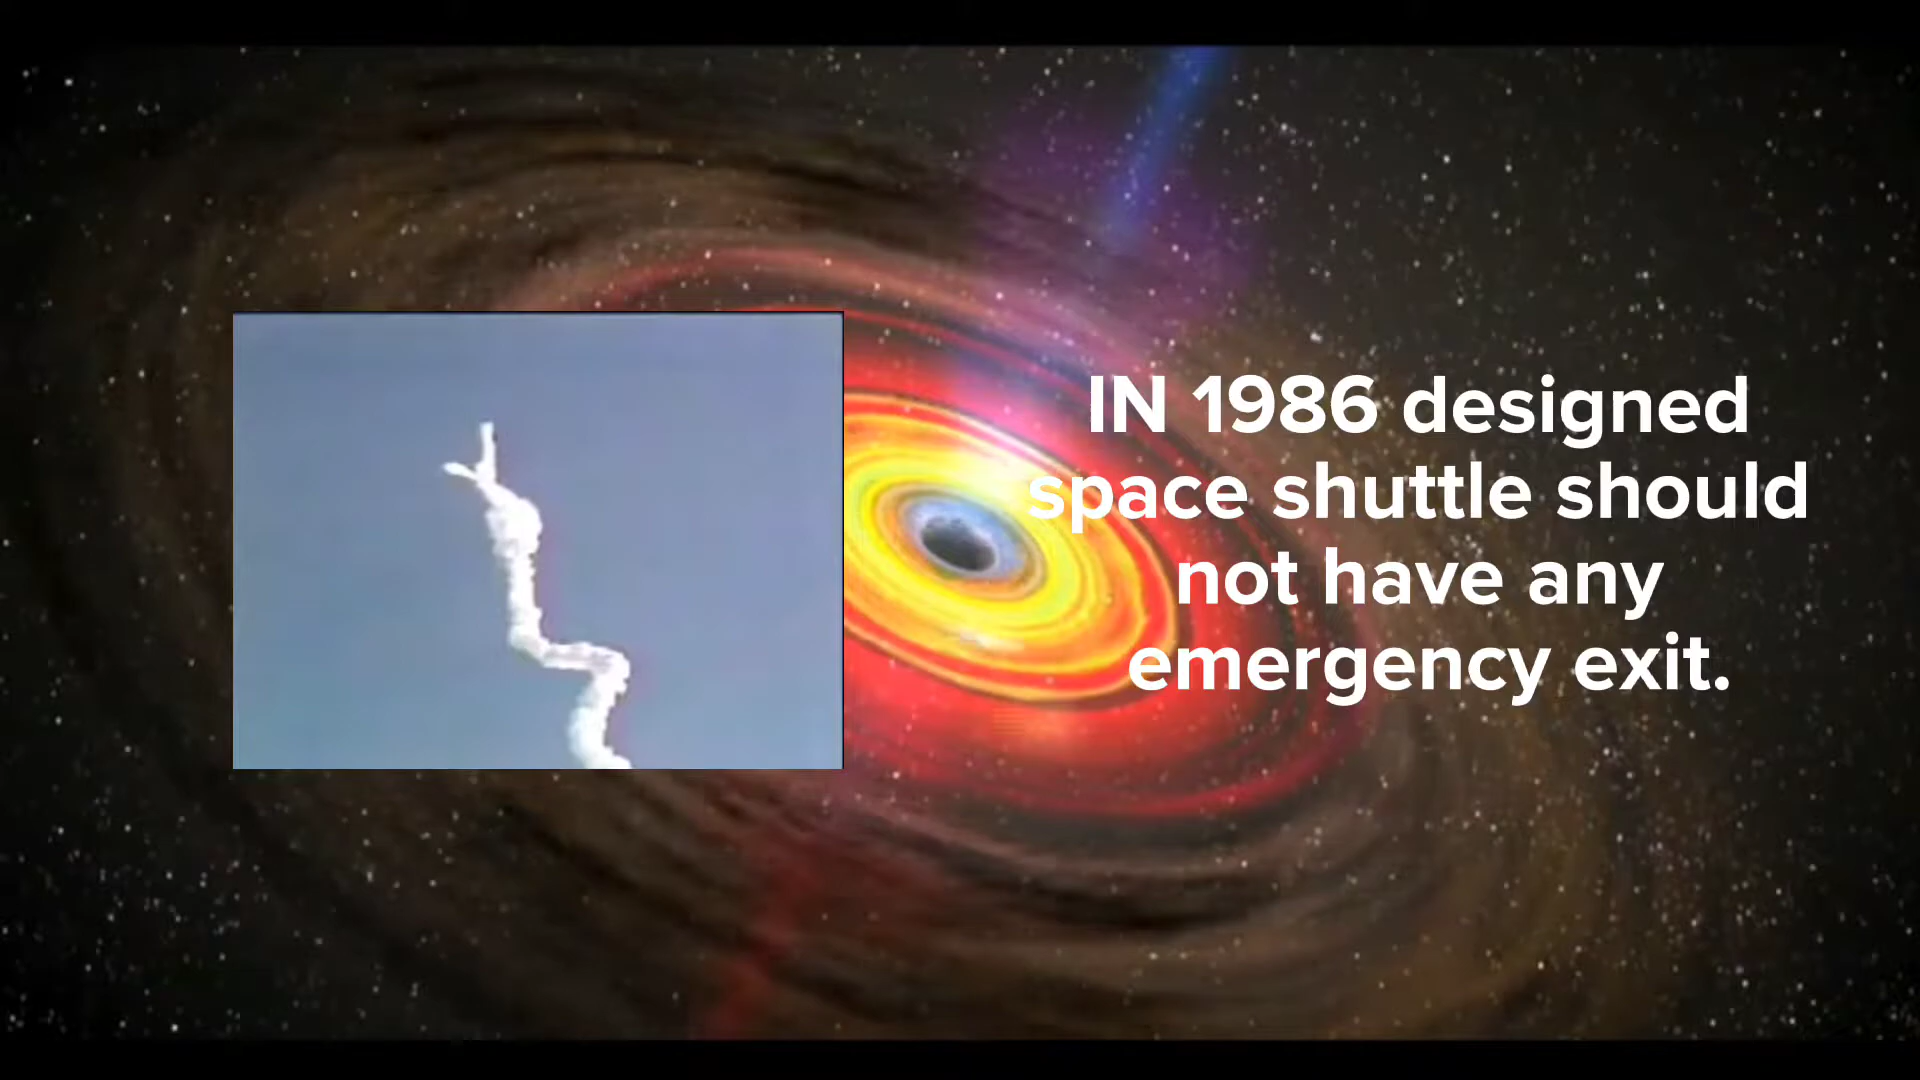 IN 1986 designed
space shuttle should
not have any
emergency exit.